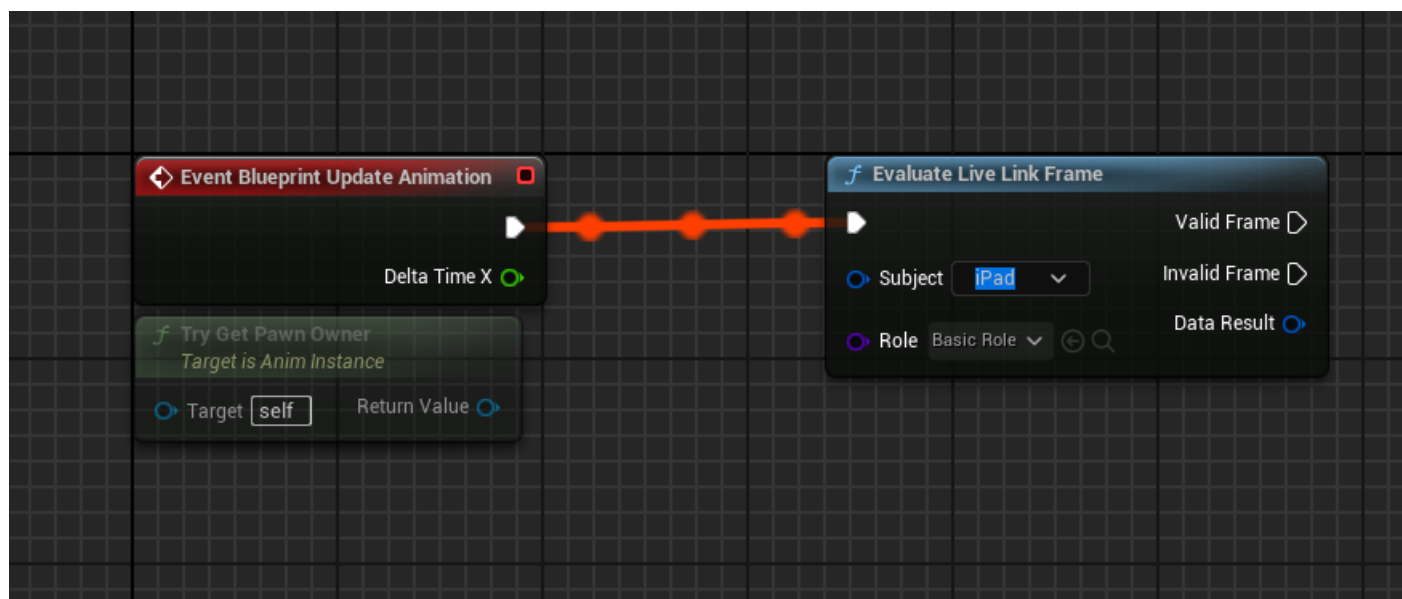 Event Blueprint Update Animation
Delta Time X
Try Get Pawn Owner
Target is Anim Instance
Target self Return Value
Evaluate Live Link Frame
Valid Frame
Subject iPad Invalid Frame
Data Result
Role Basic Role